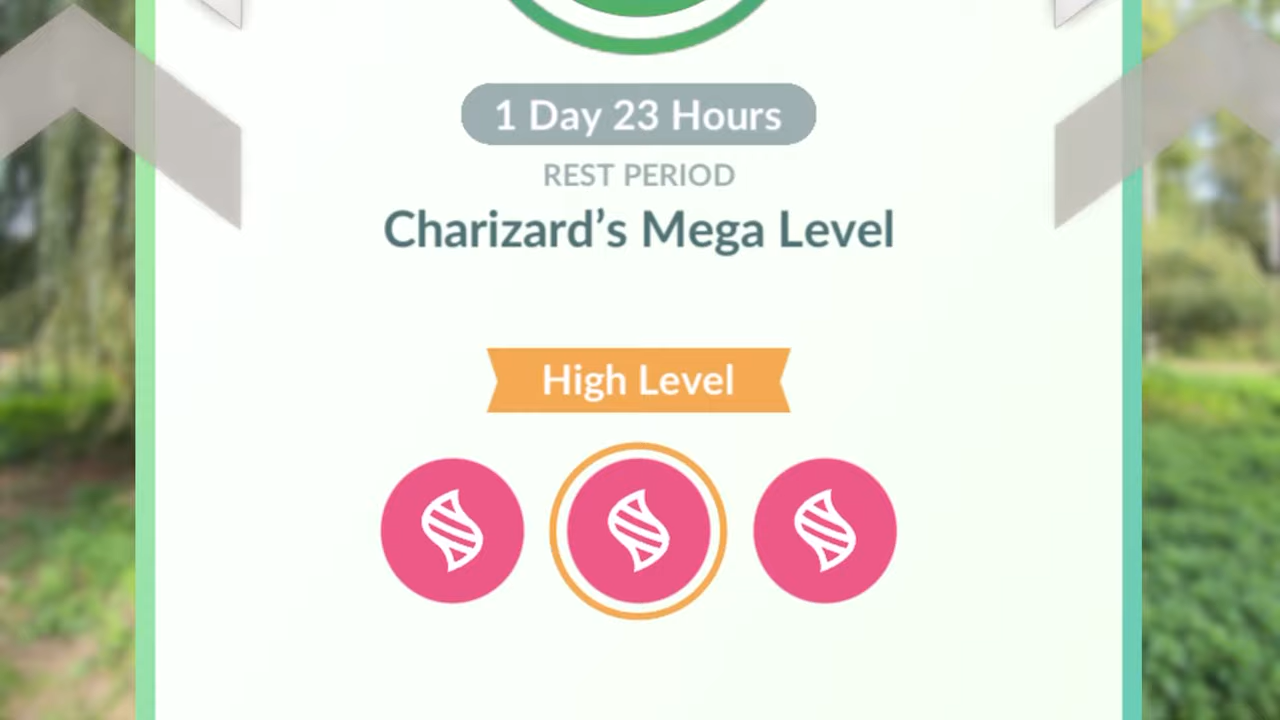 1 Day 23 Hours
REST PERIOD
Charizard’s Mega Level
High Level